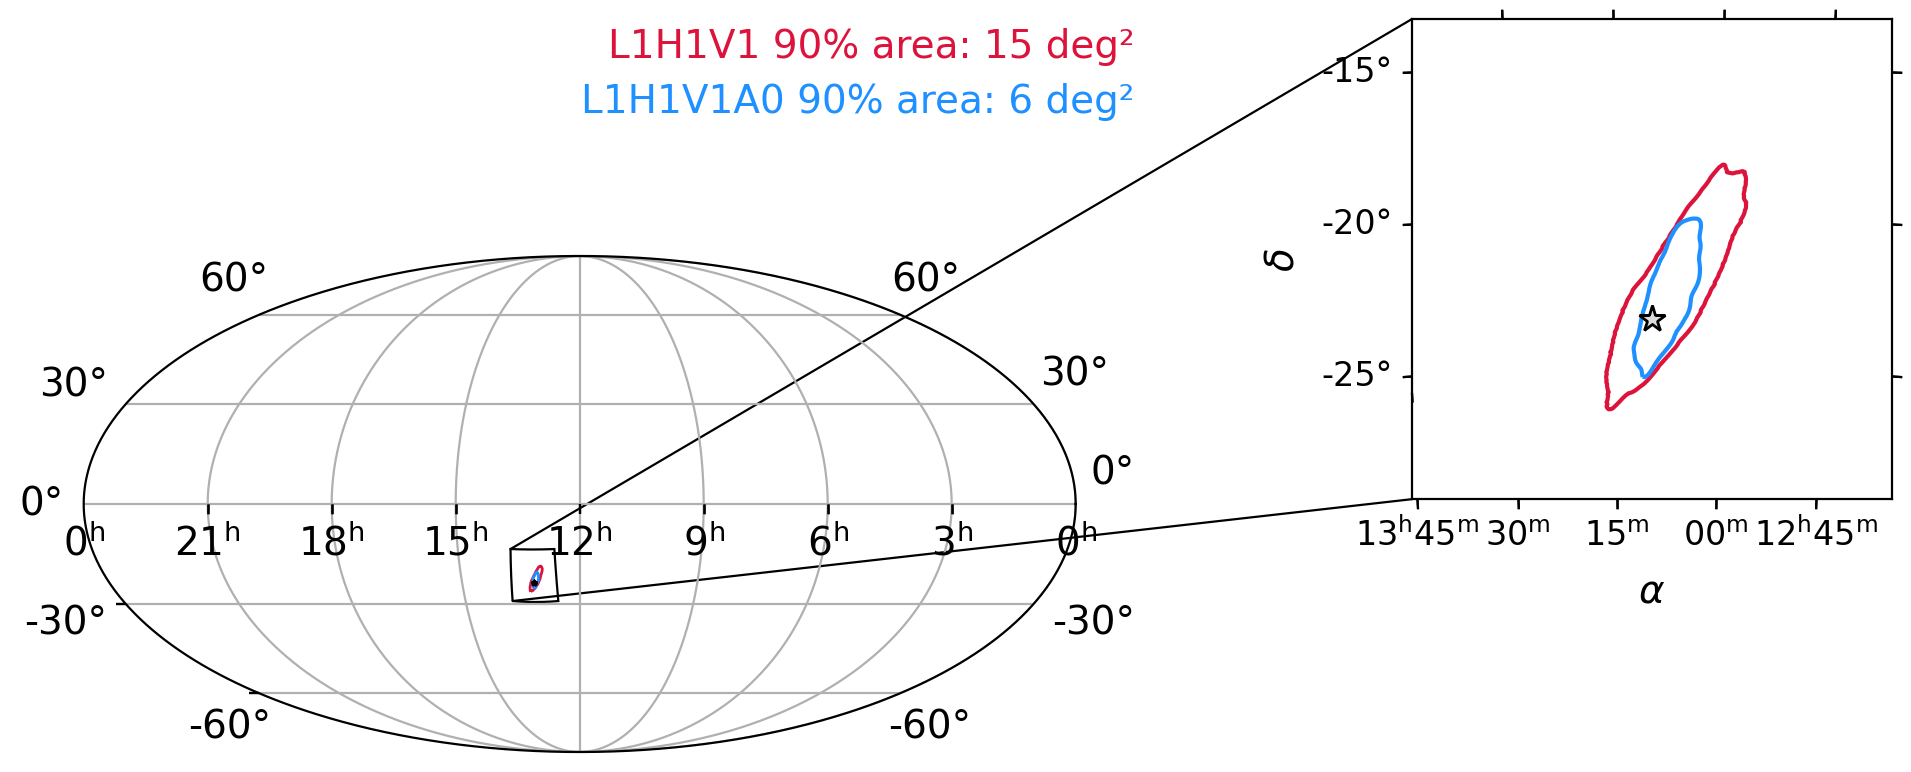 L1H1V1 90% area: 15 deg²
L1H1V1A0 90% area: 6 deg²
60° 60°
30° 30°
0° 0°
0ʰ 21ʰ 18ʰ 15ʰ 12ʰ 9ʰ 6ʰ 3ʰ 0ʰ
-30° -30°
-60° -60°
-15°
-20°
δ
-25°
13ʰ45ᵐ 30ᵐ 15ᵐ 00ᵐ 12ʰ45ᵐ
α